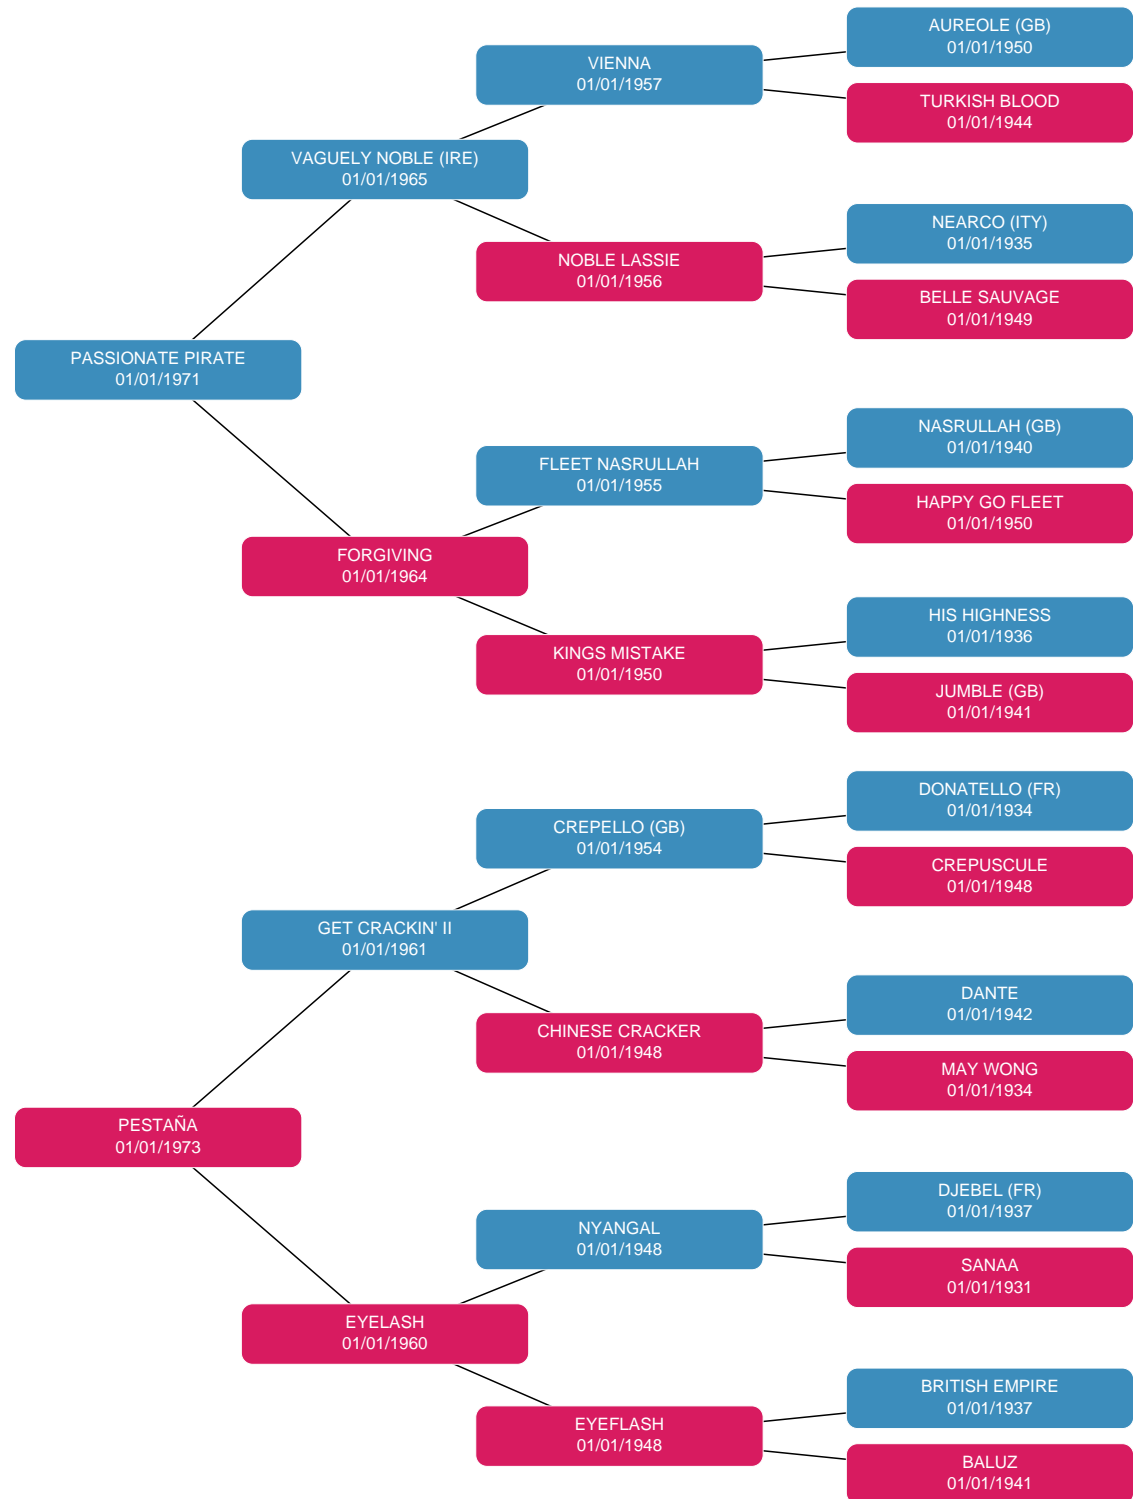 AUREOLE (GB)
01/01/1950
VIENNA
01/01/1957
TURKISH BLOOD
01/01/1944
VAGUELY NOBLE (IRE)
01/01/1965
NEARCO (ITY)
01/01/1935
NOBLE LASSIE
01/01/1956
BELLE SAUVAGE
01/01/1949
PASSIONATE PIRATE
01/01/1971
NASRULLAH (GB)
01/01/1940
FLEET NASRULLAH
01/01/1955
HAPPY GO FLEET
01/01/1950
FORGIVING
01/01/1964
HIS HIGHNESS
01/01/1936
KINGS MISTAKE
01/01/1950
JUMBLE (GB)
01/01/1941
DONATELLO (FR)
01/01/1934
CREPELLO (GB)
01/01/1954
CREPUSCULE
01/01/1948
GET CRACKIN' II
01/01/1961
DANTE
01/01/1942
CHINESE CRACKER
01/01/1948
MAY WONG
01/01/1934
PESTAÑA
01/01/1973
DJEBEL (FR)
01/01/1937
NYANGAL
01/01/1948
SANAA
01/01/1931
EYELASH
01/01/1960
BRITISH EMPIRE
01/01/1937
EYEFLASH
01/01/1948
BALUZ
01/01/1941